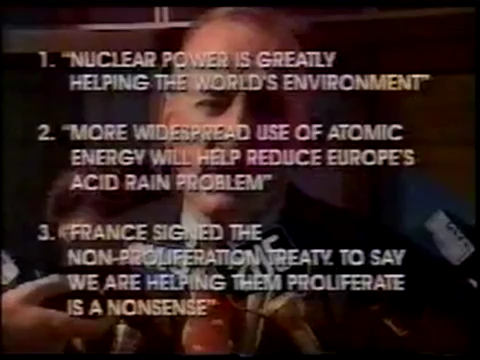 1. "NUCLEAR POWER IS GREATLY
HELPING THE WORLD'S ENVIRONMENT"
2. "MORE WIDESPREAD USE OF ATOMIC
ENERGY WILL HELP REDUCE EUROPE'S
ACID RAIN PROBLEM"
3. "FRANCE SIGNED THE
NON-PROLIFERATION TREATY. TO SAY
WE ARE HELPING THEM PROLIFERATE
IS A NONSENSE"